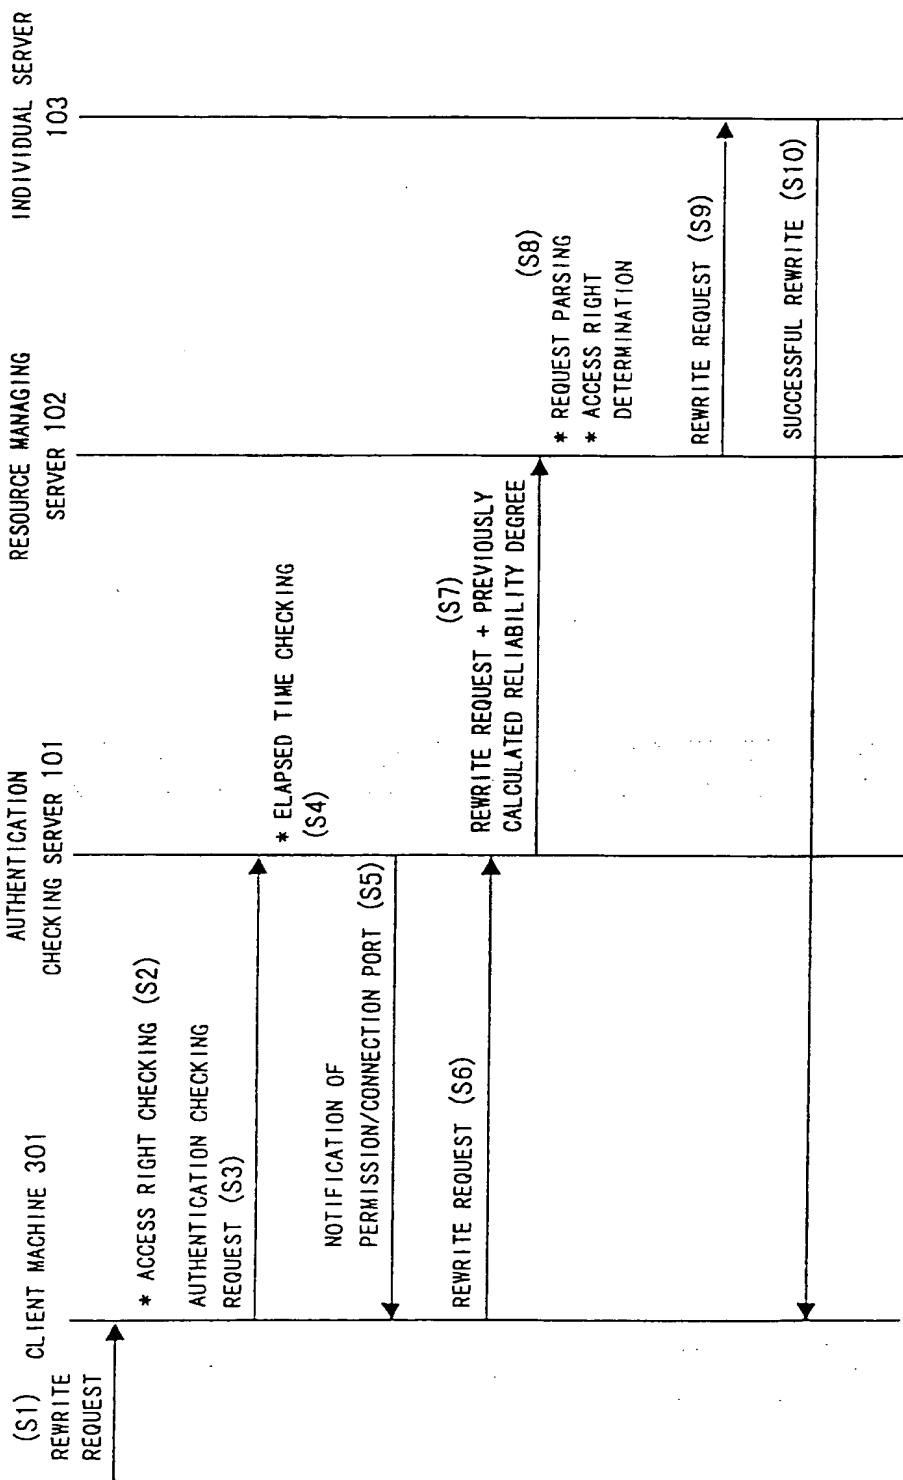 (S1)
REWRITE
REQUEST
CLIENT MACHINE 301
AUTHENTICATION
CHECKING SERVER 101
RESOURCE MANAGING
SERVER 102
INDIVIDUAL SERVER
103
* ACCESS RIGHT CHECKING (S2)
AUTHENTICATION CHECKING
REQUEST (S3)
* ELAPSED TIME CHECKING
(S4)
NOTIFICATION OF
PERMISSION/CONNECTION PORT (S5)
REWRITE REQUEST (S6)
(S7)
REWRITE REQUEST + PREVIOUSLY
CALCULATED RELIABILITY DEGREE
(S8)
* REQUEST PARSING
* ACCESS RIGHT
DETERMINATION
REWRITE REQUEST (S9)
SUCCESSFUL REWRITE (S10)